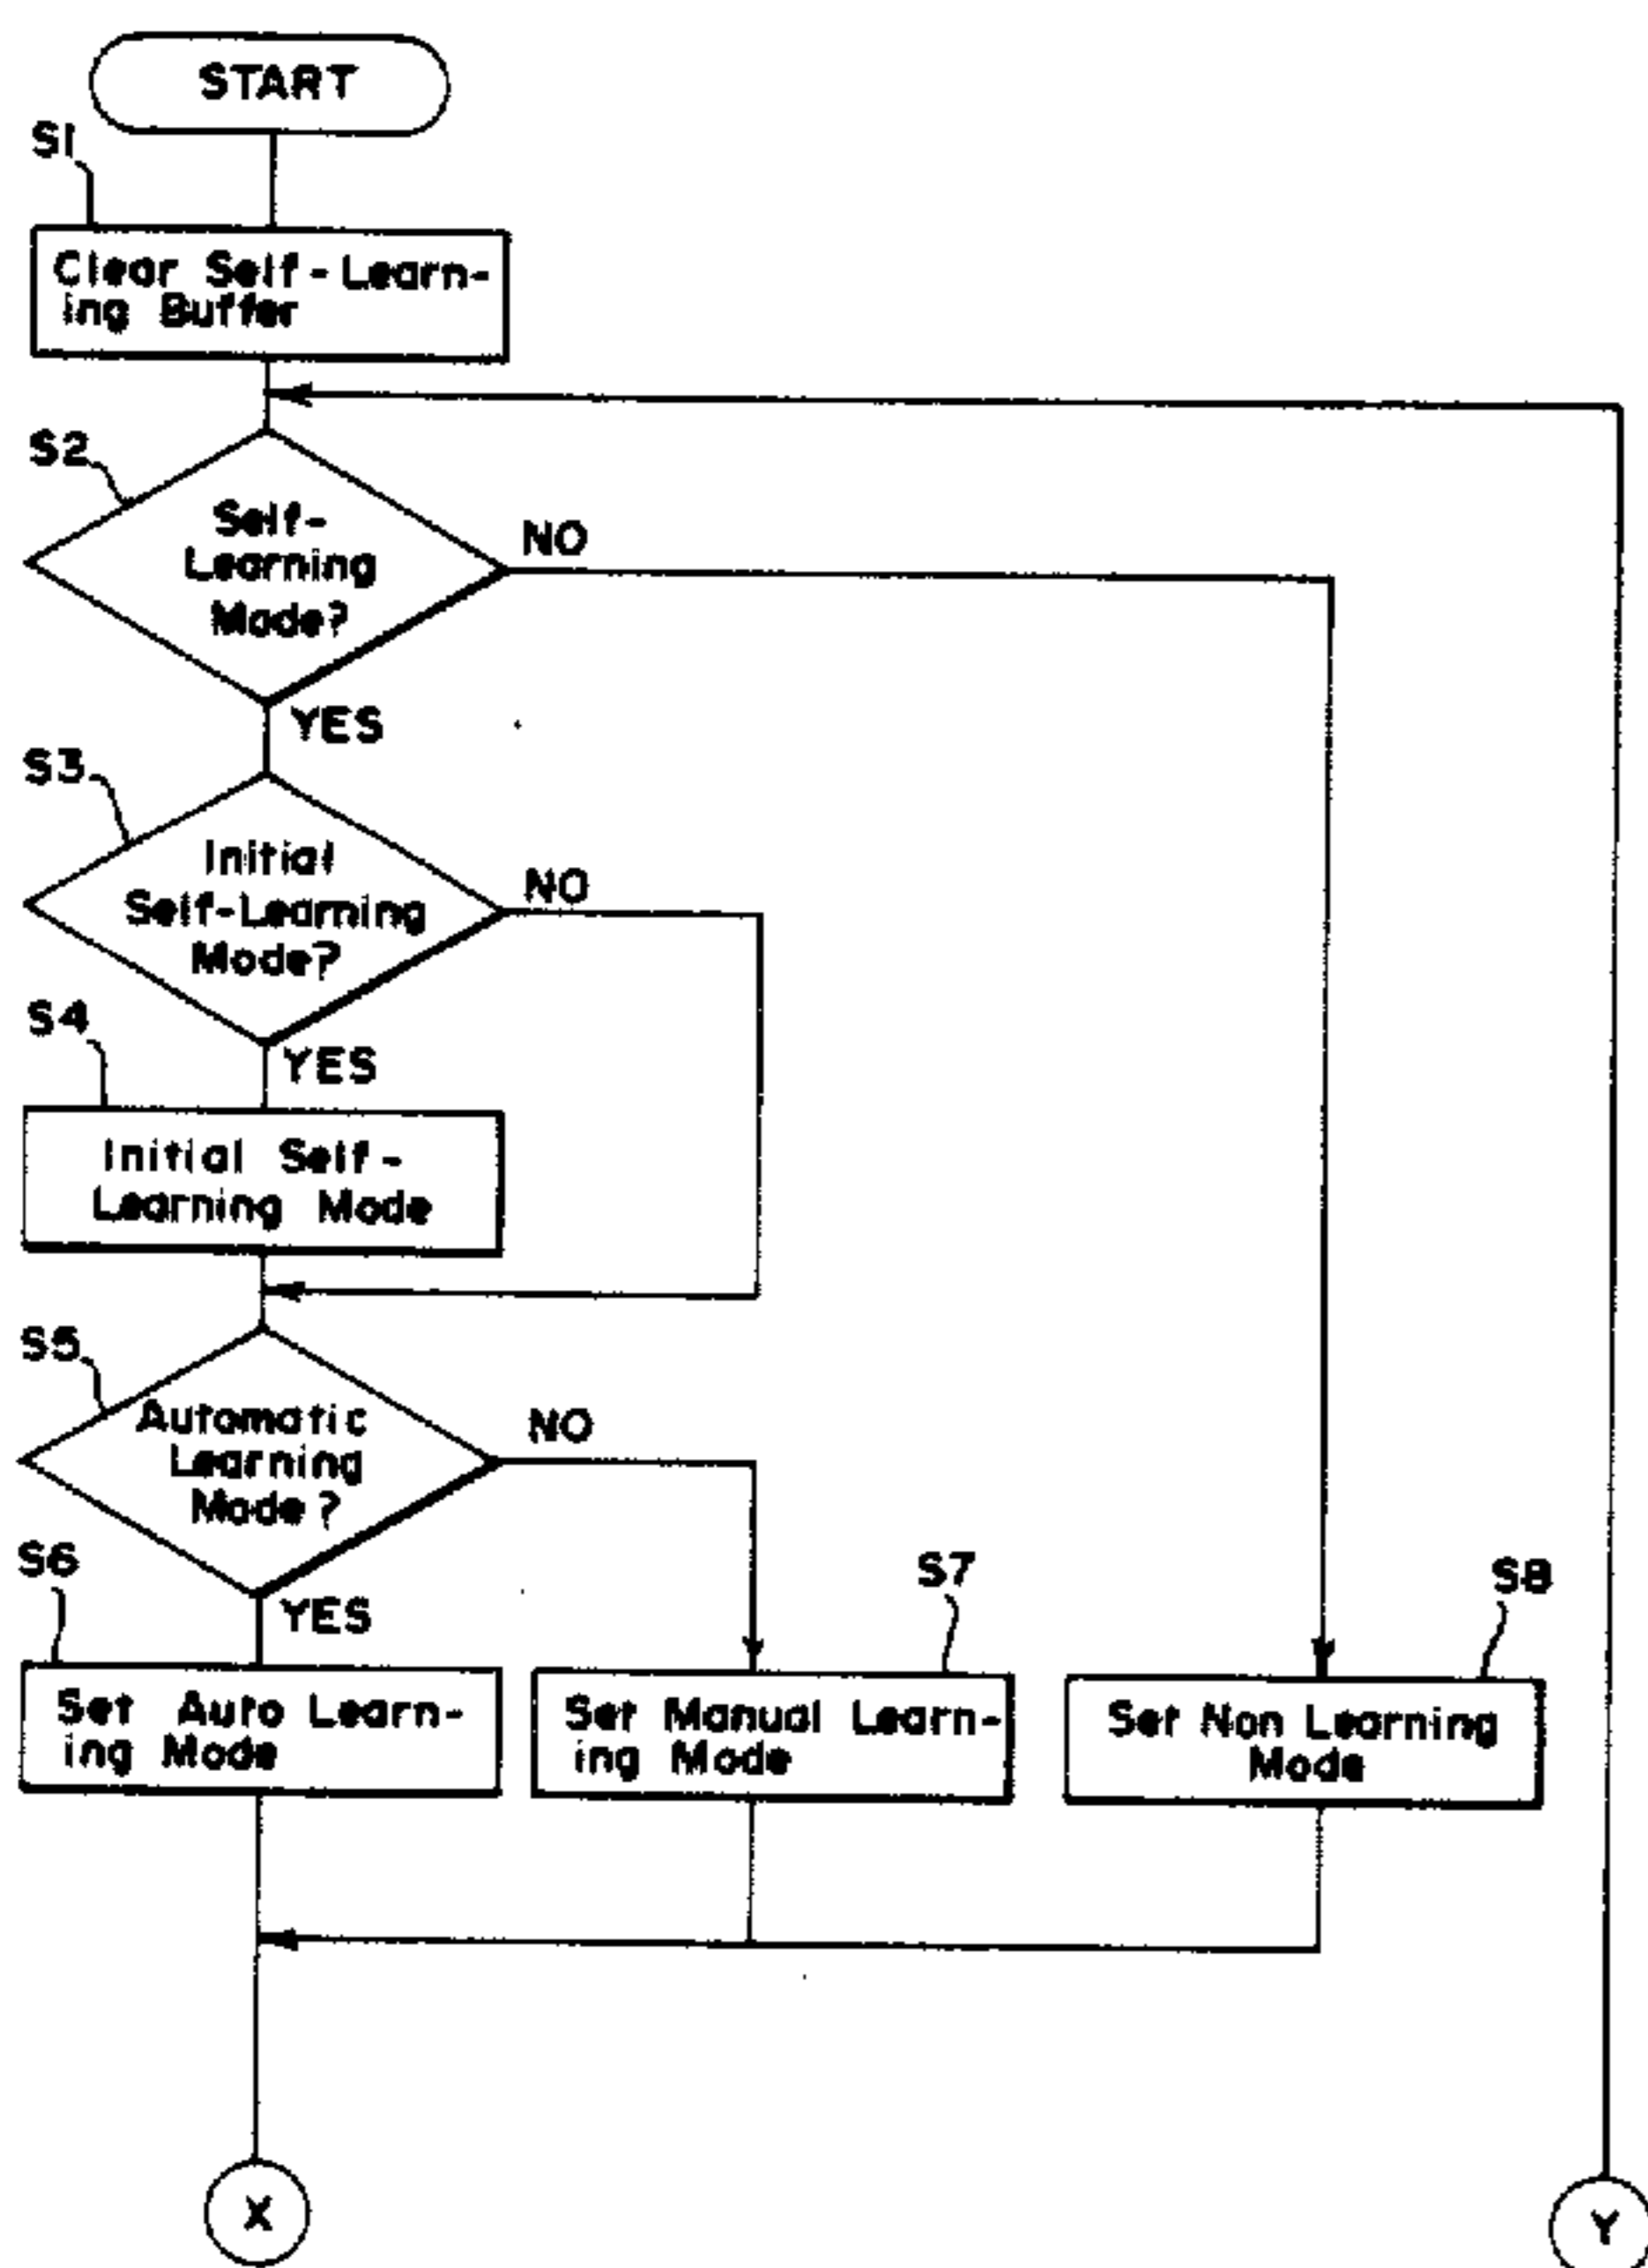 START
S1
Clear Self-Learn-
ing Buffer
S2
Self-
Learning
Mode?
NO
YES
S3
Initial
Self-Learning
Mode?
NO
YES
S4
Initial Self-
Learning Mode
S5
Automatic
Learning
Mode?
NO
YES
S6
Set Auto Learn-
ing Mode
S7
Set Manual Learn-
ing Mode
S8
Set Non Learning
Mode
X
Y